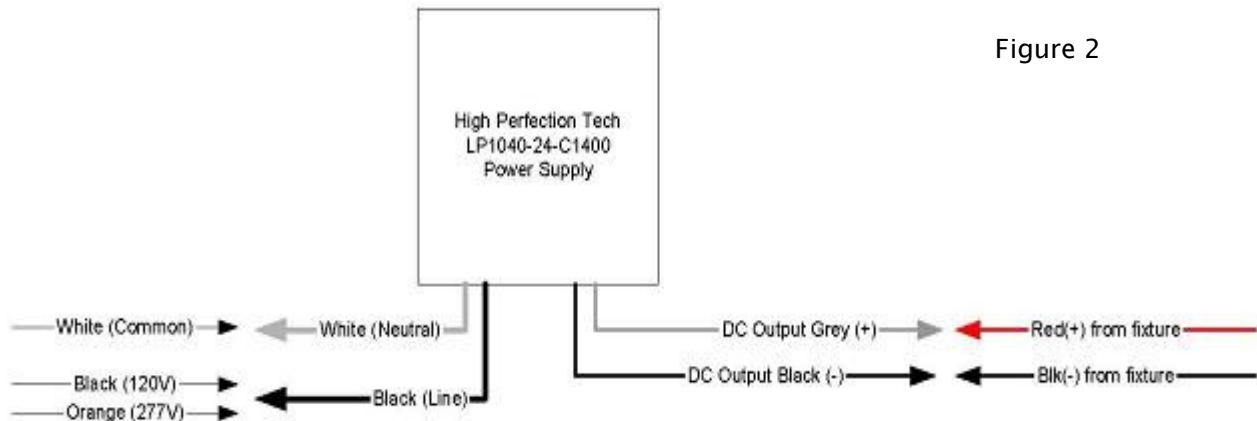 Figure 2
High Perfection Tech
LP1040-24-C1400
Power Supply
White (Common)
White (Neutral)
DC Output Grey (+)
Red(+) from fixture
Black (120V)
Orange (277V)
Black (Line)
DC Output Black (-)
Blk(-) from fixture